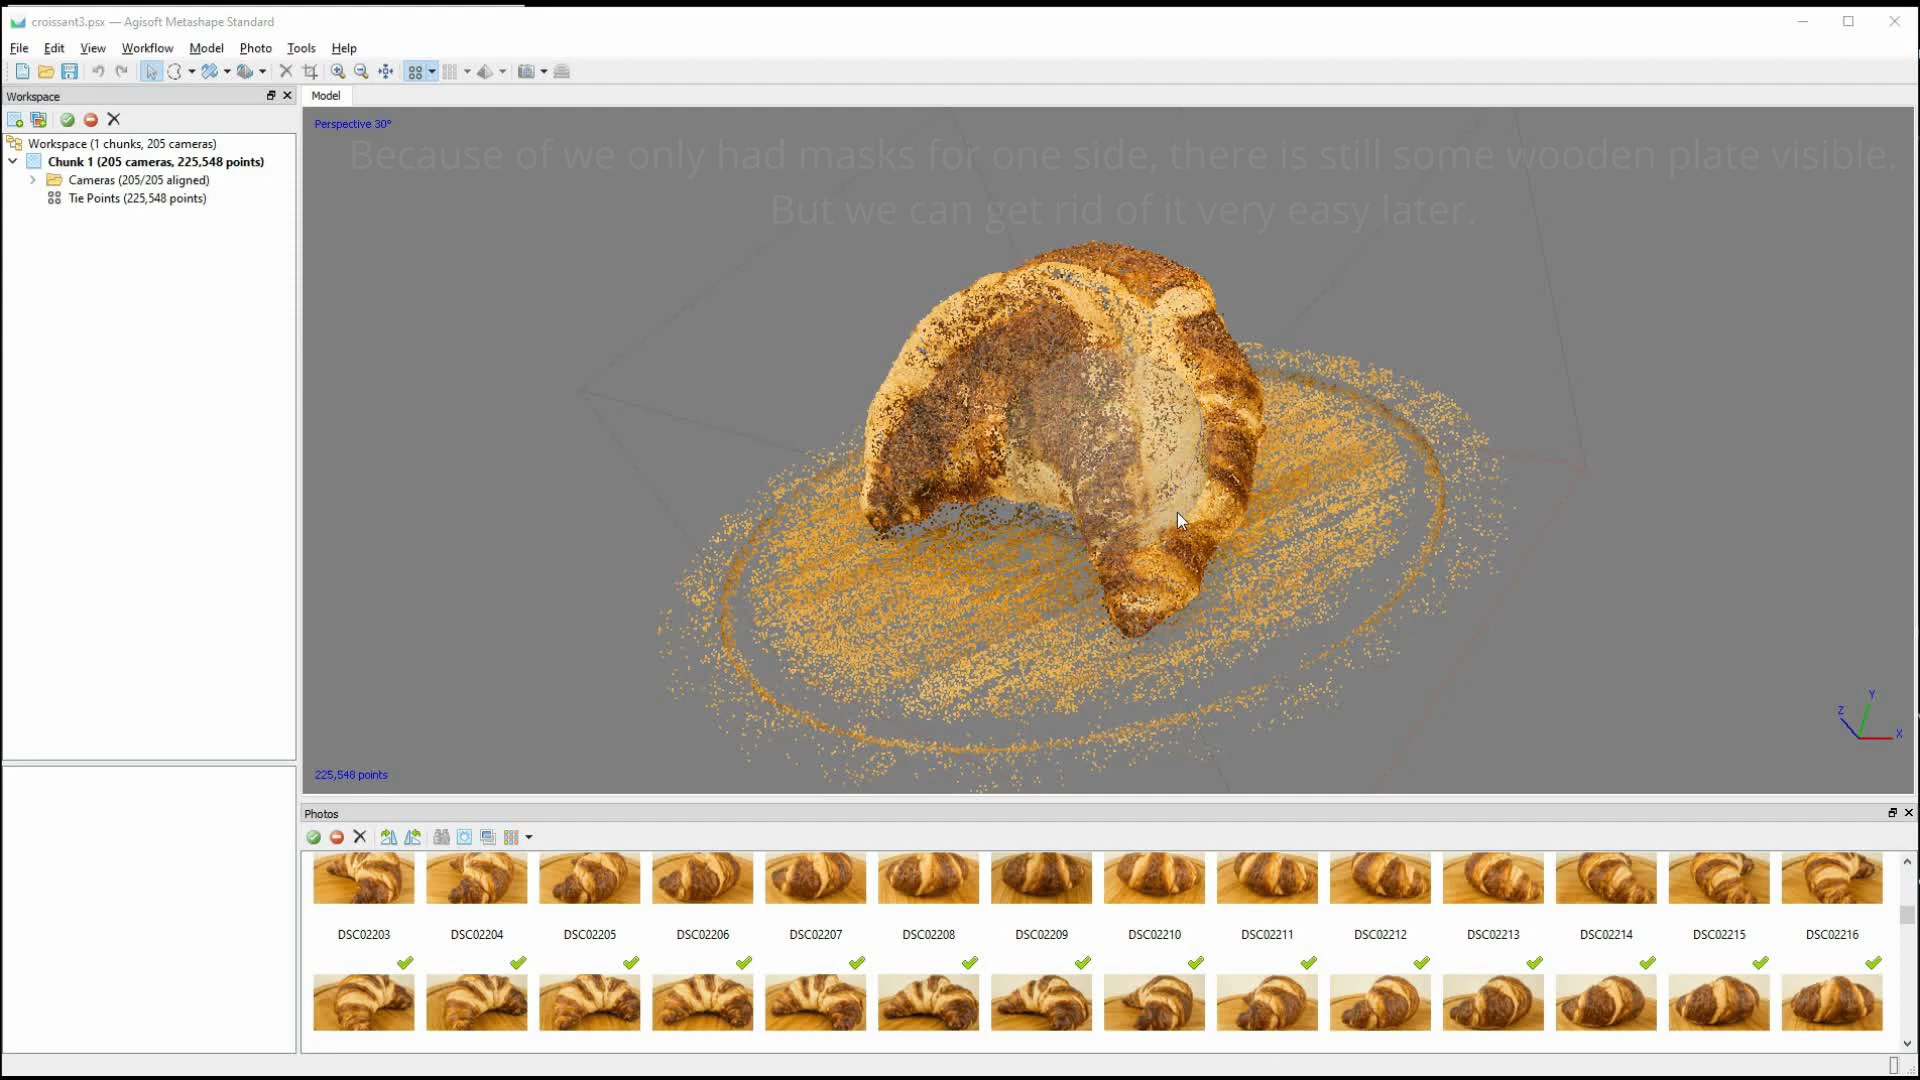 croissant3.psx — Agisoft Metashape Standard
File Edit View Workflow Model Photo Tools Help
Workspace
Model
Perspective 30°
Workspace (1 chunks, 205 cameras)
Chunk 1 (205 cameras, 225,548 points)
Cameras (205/205 aligned)
Tie Points (225,548 points)
Because of we only had masks for one side, there is still some wooden plate visible.
But we can get rid of it very easy later.
Y
Z
X
225,548 points
Photos
DSC02203 DSC02204 DSC02205 DSC02206 DSC02207 DSC02208 DSC02209 DSC02210 DSC02211 DSC02212 DSC02213 DSC02214 DSC02215 DSC02216